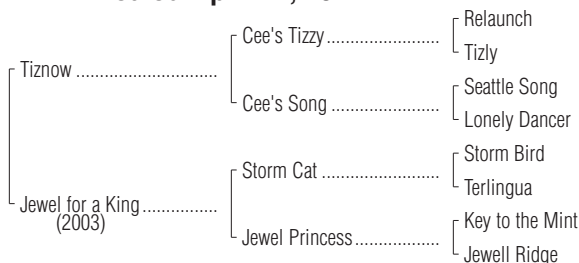 Relaunch
Cee's Tizzy
Tizly
Tiznow
Seattle Song
Cee's Song
Lonely Dancer
Storm Bird
Storm Cat
Terlingua
Jewel for a King
(2003)
Key to the Mint
Jewel Princess
Jewell Ridge